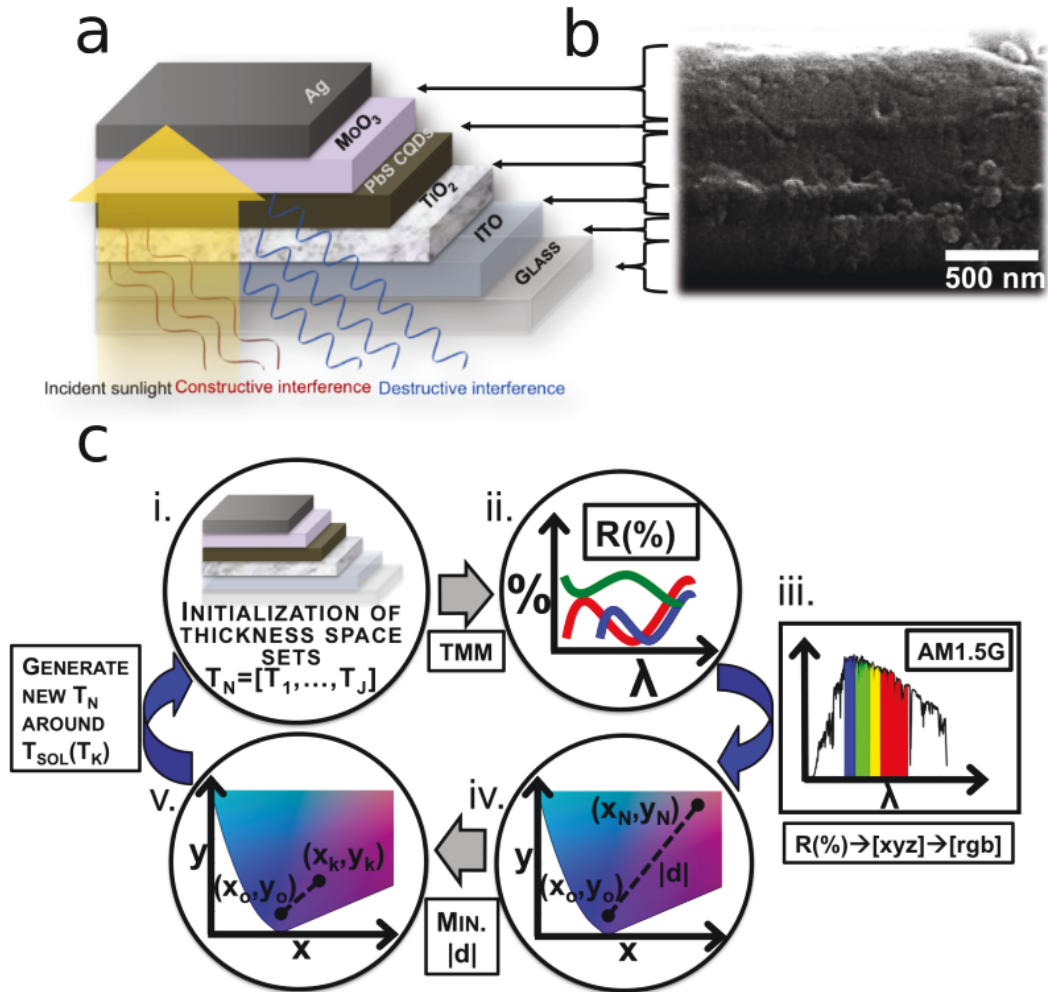 a
b
Ag
MoO3
PbS CQDS
TiO2
ITO
GLASS
500 nm
Incident sunlight Constructive interference Destructive interference
c
i.
INITIALIZATION OF
THICKNESS SPACE
SETS
TN=[T1,...,TJ]
TMM
ii.
R(%)
%
λ
iii.
AM1.5G
λ
R(%)→[xyz]→[rgb]
iv.
(xN,yN)
(xo,yo)
|d|
y
x
MIN.
|d|
v.
(xk,yk)
(xo,yo)
y
x
GENERATE
NEW TN
AROUND
TSOL(TK)